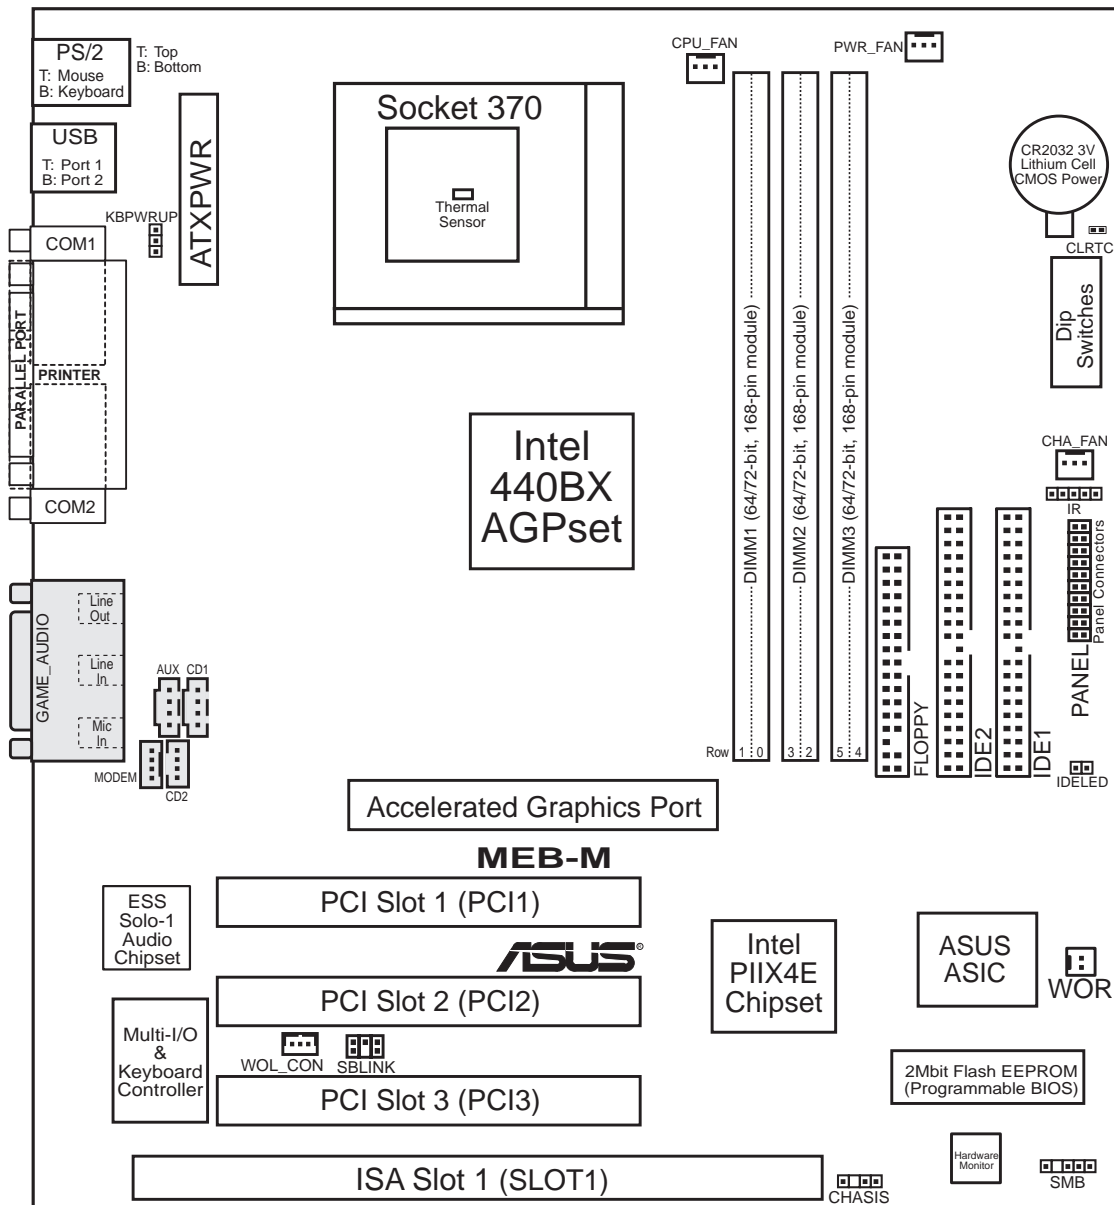 PS/2
T: Mouse
B: Keyboard
T: Top
B: Bottom
CPU_FAN
PWR_FAN
USB
T: Port 1
B: Port 2
ATXPWR
Socket 370
Thermal
Sensor
CR2032 3V
Lithium Cell
CMOS Power
KBPWRUP
COM1
CLRTC
Dip
Switches
PARALLEL PORT
PRINTER
COM2
DIMM1 (64/72-bit, 168-pin module)
DIMM2 (64/72-bit, 168-pin module)
DIMM3 (64/72-bit, 168-pin module)
Intel
440BX
AGPset
CHA_FAN
IR
Panel Connectors
PANEL
GAME_AUDIO
Line
Out
Line
In
Mic
In
AUX CD1
MODEM
CD2
Row 1 0 3 2 5 4
FLOPPY
IDE2
IDE1
IDELED
Accelerated Graphics Port
MEB-M
ESS
Solo-1
Audio
Chipset
PCI Slot 1 (PCI1)
ASUS®
Intel
PIIX4E
Chipset
ASUS
ASIC
WOR
PCI Slot 2 (PCI2)
Multi-I/O
&
Keyboard
Controller
WOL_CON
SBLINK
2Mbit Flash EEPROM
(Programmable BIOS)
PCI Slot 3 (PCI3)
Hardware
Monitor
ISA Slot 1 (SLOT1)
CHASIS
SMB